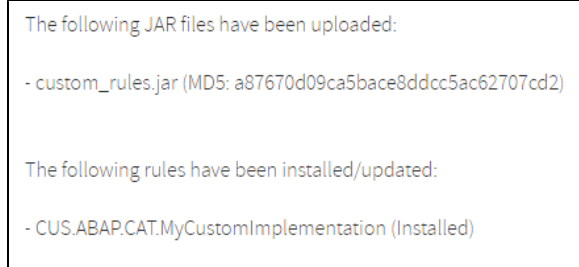 The following JAR files have been uploaded:
- custom_rules.jar (MD5: a87670d09ca5bace8ddcc5ac62707cd2)
The following rules have been installed/updated:
- CUS.ABAP.CAT.MyCustomImplementation (Installed)